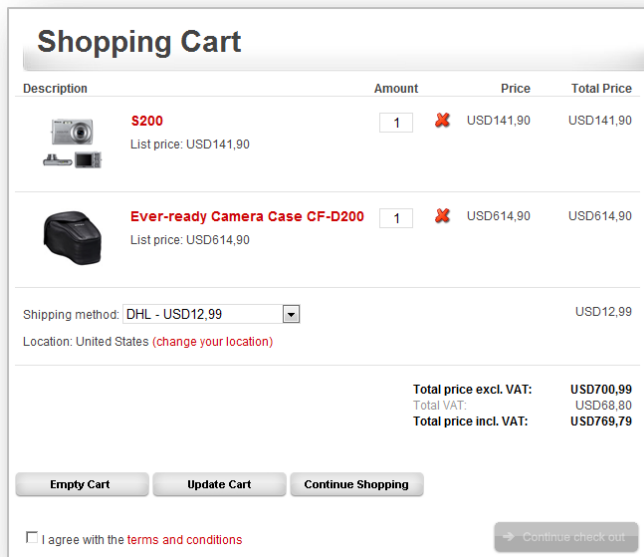 Shopping Cart
Description Amount Price Total Price
S200 1 USD141,90 USD141,90
List price: USD141,90
Ever-ready Camera Case CF-D200 1 USD614,90 USD614,90
List price: USD614,90
Shipping method: DHL - USD12,99 USD12,99
Location: United States (change your location)
Total price excl. VAT: USD700,99
Total VAT: USD68,80
Total price incl. VAT: USD769,79
Empty Cart Update Cart Continue Shopping
I agree with the terms and conditions Continue check out